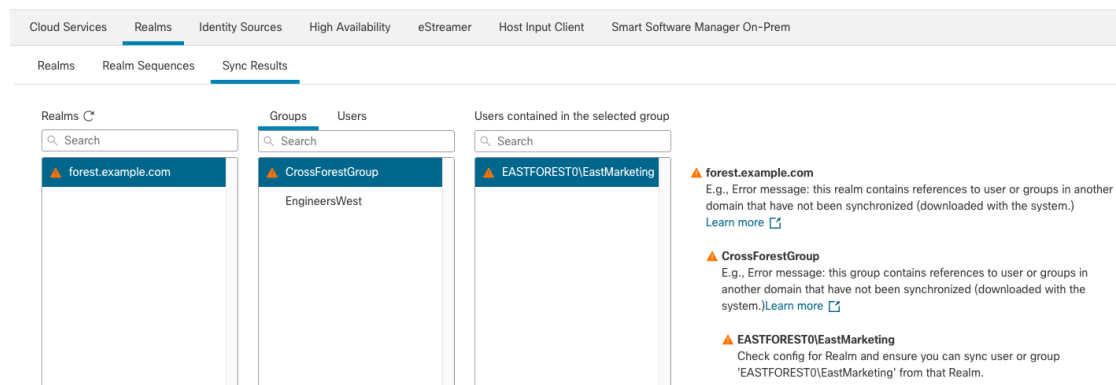 Cloud Services Realms Identity Sources High Availability eStreamer Host Input Client Smart Software Manager On-Prem
Realms Realm Sequences Sync Results
Realms
Search
forest.example.com
Groups Users
Search
CrossForestGroup
EngineersWest
Users contained in the selected group
Search
EASTFOREST0\EastMarketing
forest.example.com
E.g., Error message: this realm contains references to user or groups in another
domain that have not been synchronized (downloaded with the system.)
Learn more
CrossForestGroup
E.g., Error message: this group contains references to user or groups in
another domain that have not been synchronized (downloaded with the
system.)Learn more
EASTFOREST0\EastMarketing
Check config for Realm and ensure you can sync user or group
'EASTFOREST0\EastMarketing' from that Realm.